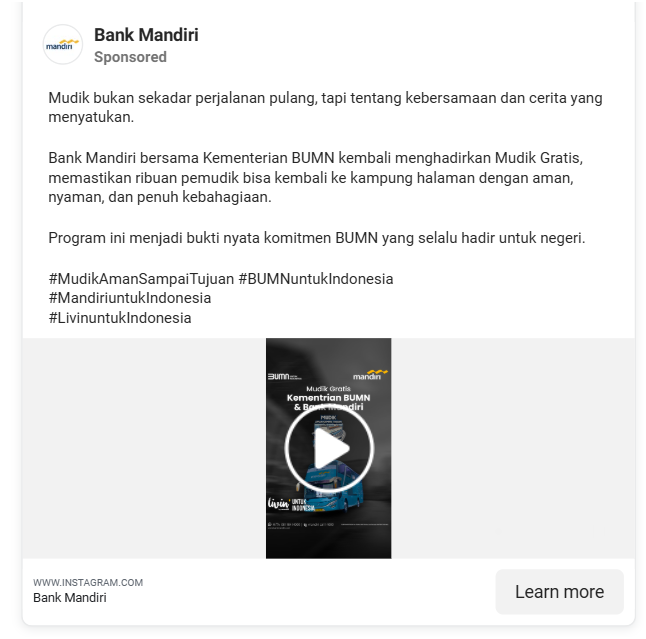 Bank Mandiri
Sponsored
mandiri
Mudik bukan sekadar perjalanan pulang, tapi tentang kebersamaan dan cerita yang
menyatukan.
Bank Mandiri bersama Kementerian BUMN kembali menghadirkan Mudik Gratis,
memastikan ribuan pemudik bisa kembali ke kampung halaman dengan aman,
nyaman, dan penuh kebahagiaan.
Program ini menjadi bukti nyata komitmen BUMN yang selalu hadir untuk negeri.
#MudikAmanSampaiTujuan #BUMNuntukIndonesia
#MandiriuntukIndonesia
#LivinuntukIndonesia
BUMN
mandiri
Mudik Gratis
Kementrian BUMN
& Bank Mandiri
MUDIK
livin'
UNTUK
INDONESIA
WWW.INSTAGRAM.COM
Bank Mandiri
Learn more